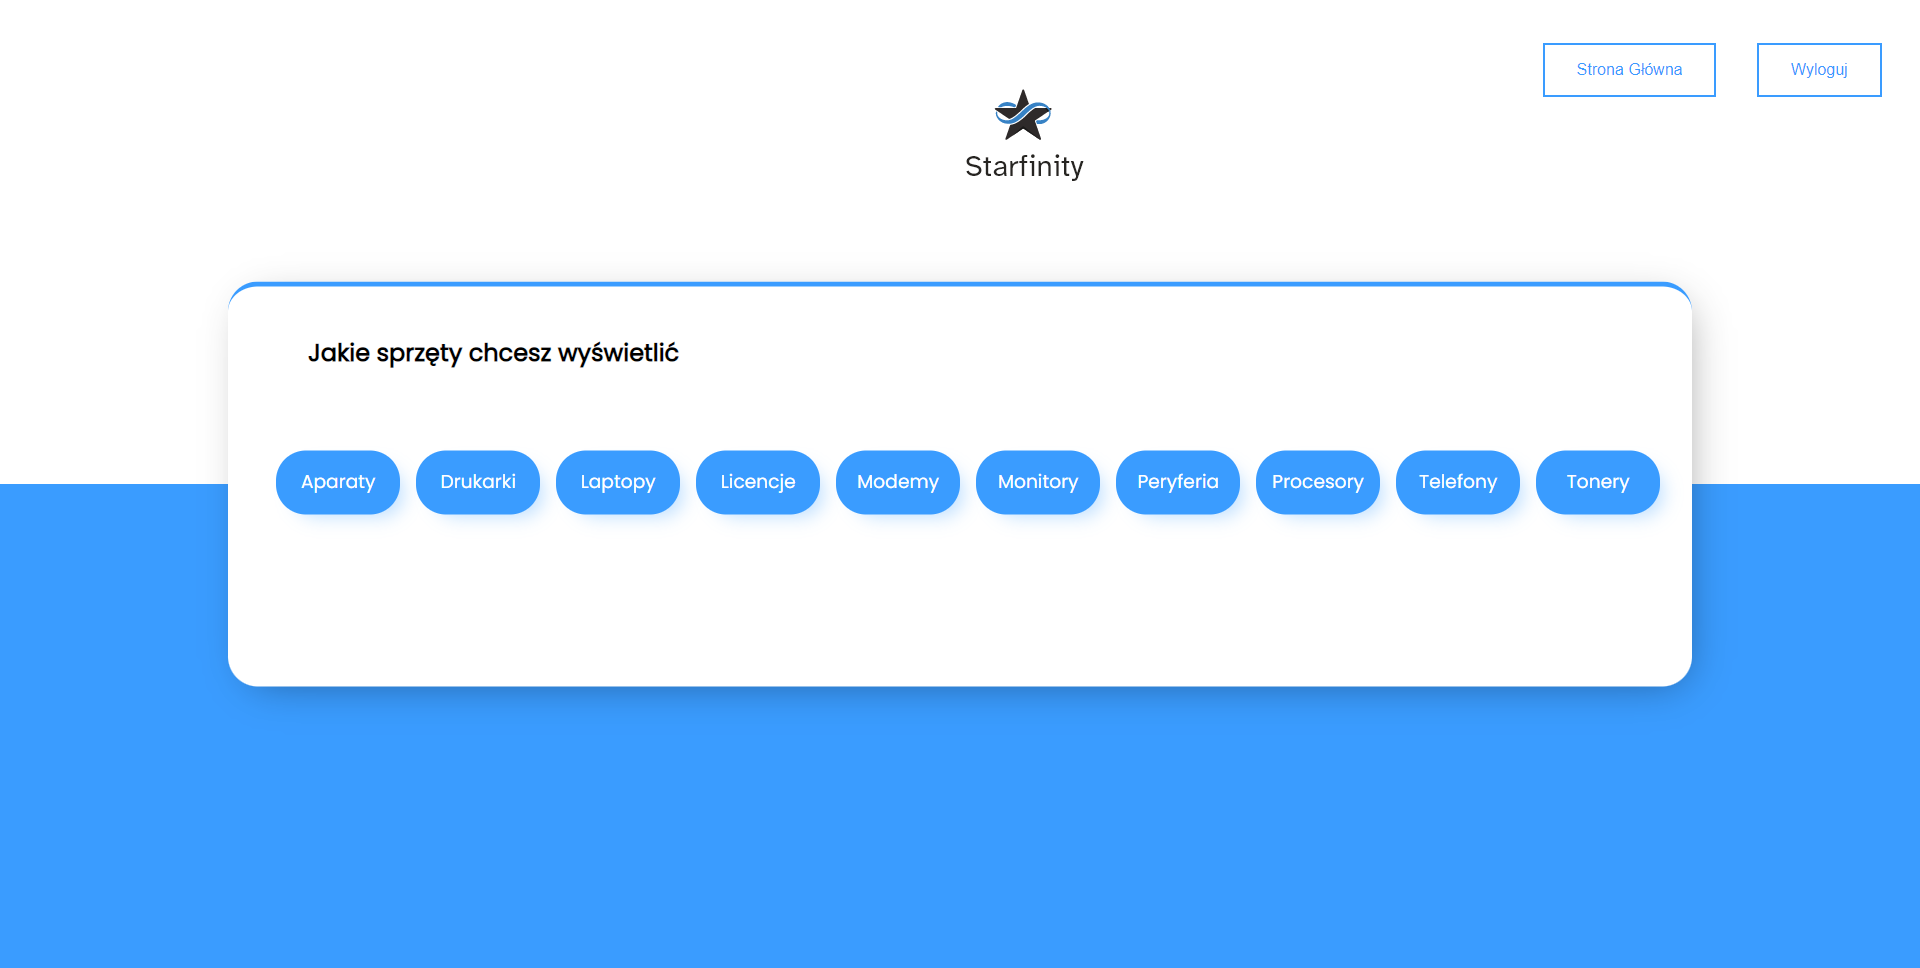 Strona Główna
Wyloguj
Starfinity
Jakie sprzęty chcesz wyświetlić
Aparaty
Drukarki
Laptopy
Licencje
Modemy
Monitory
Peryferia
Procesory
Telefony
Tonery